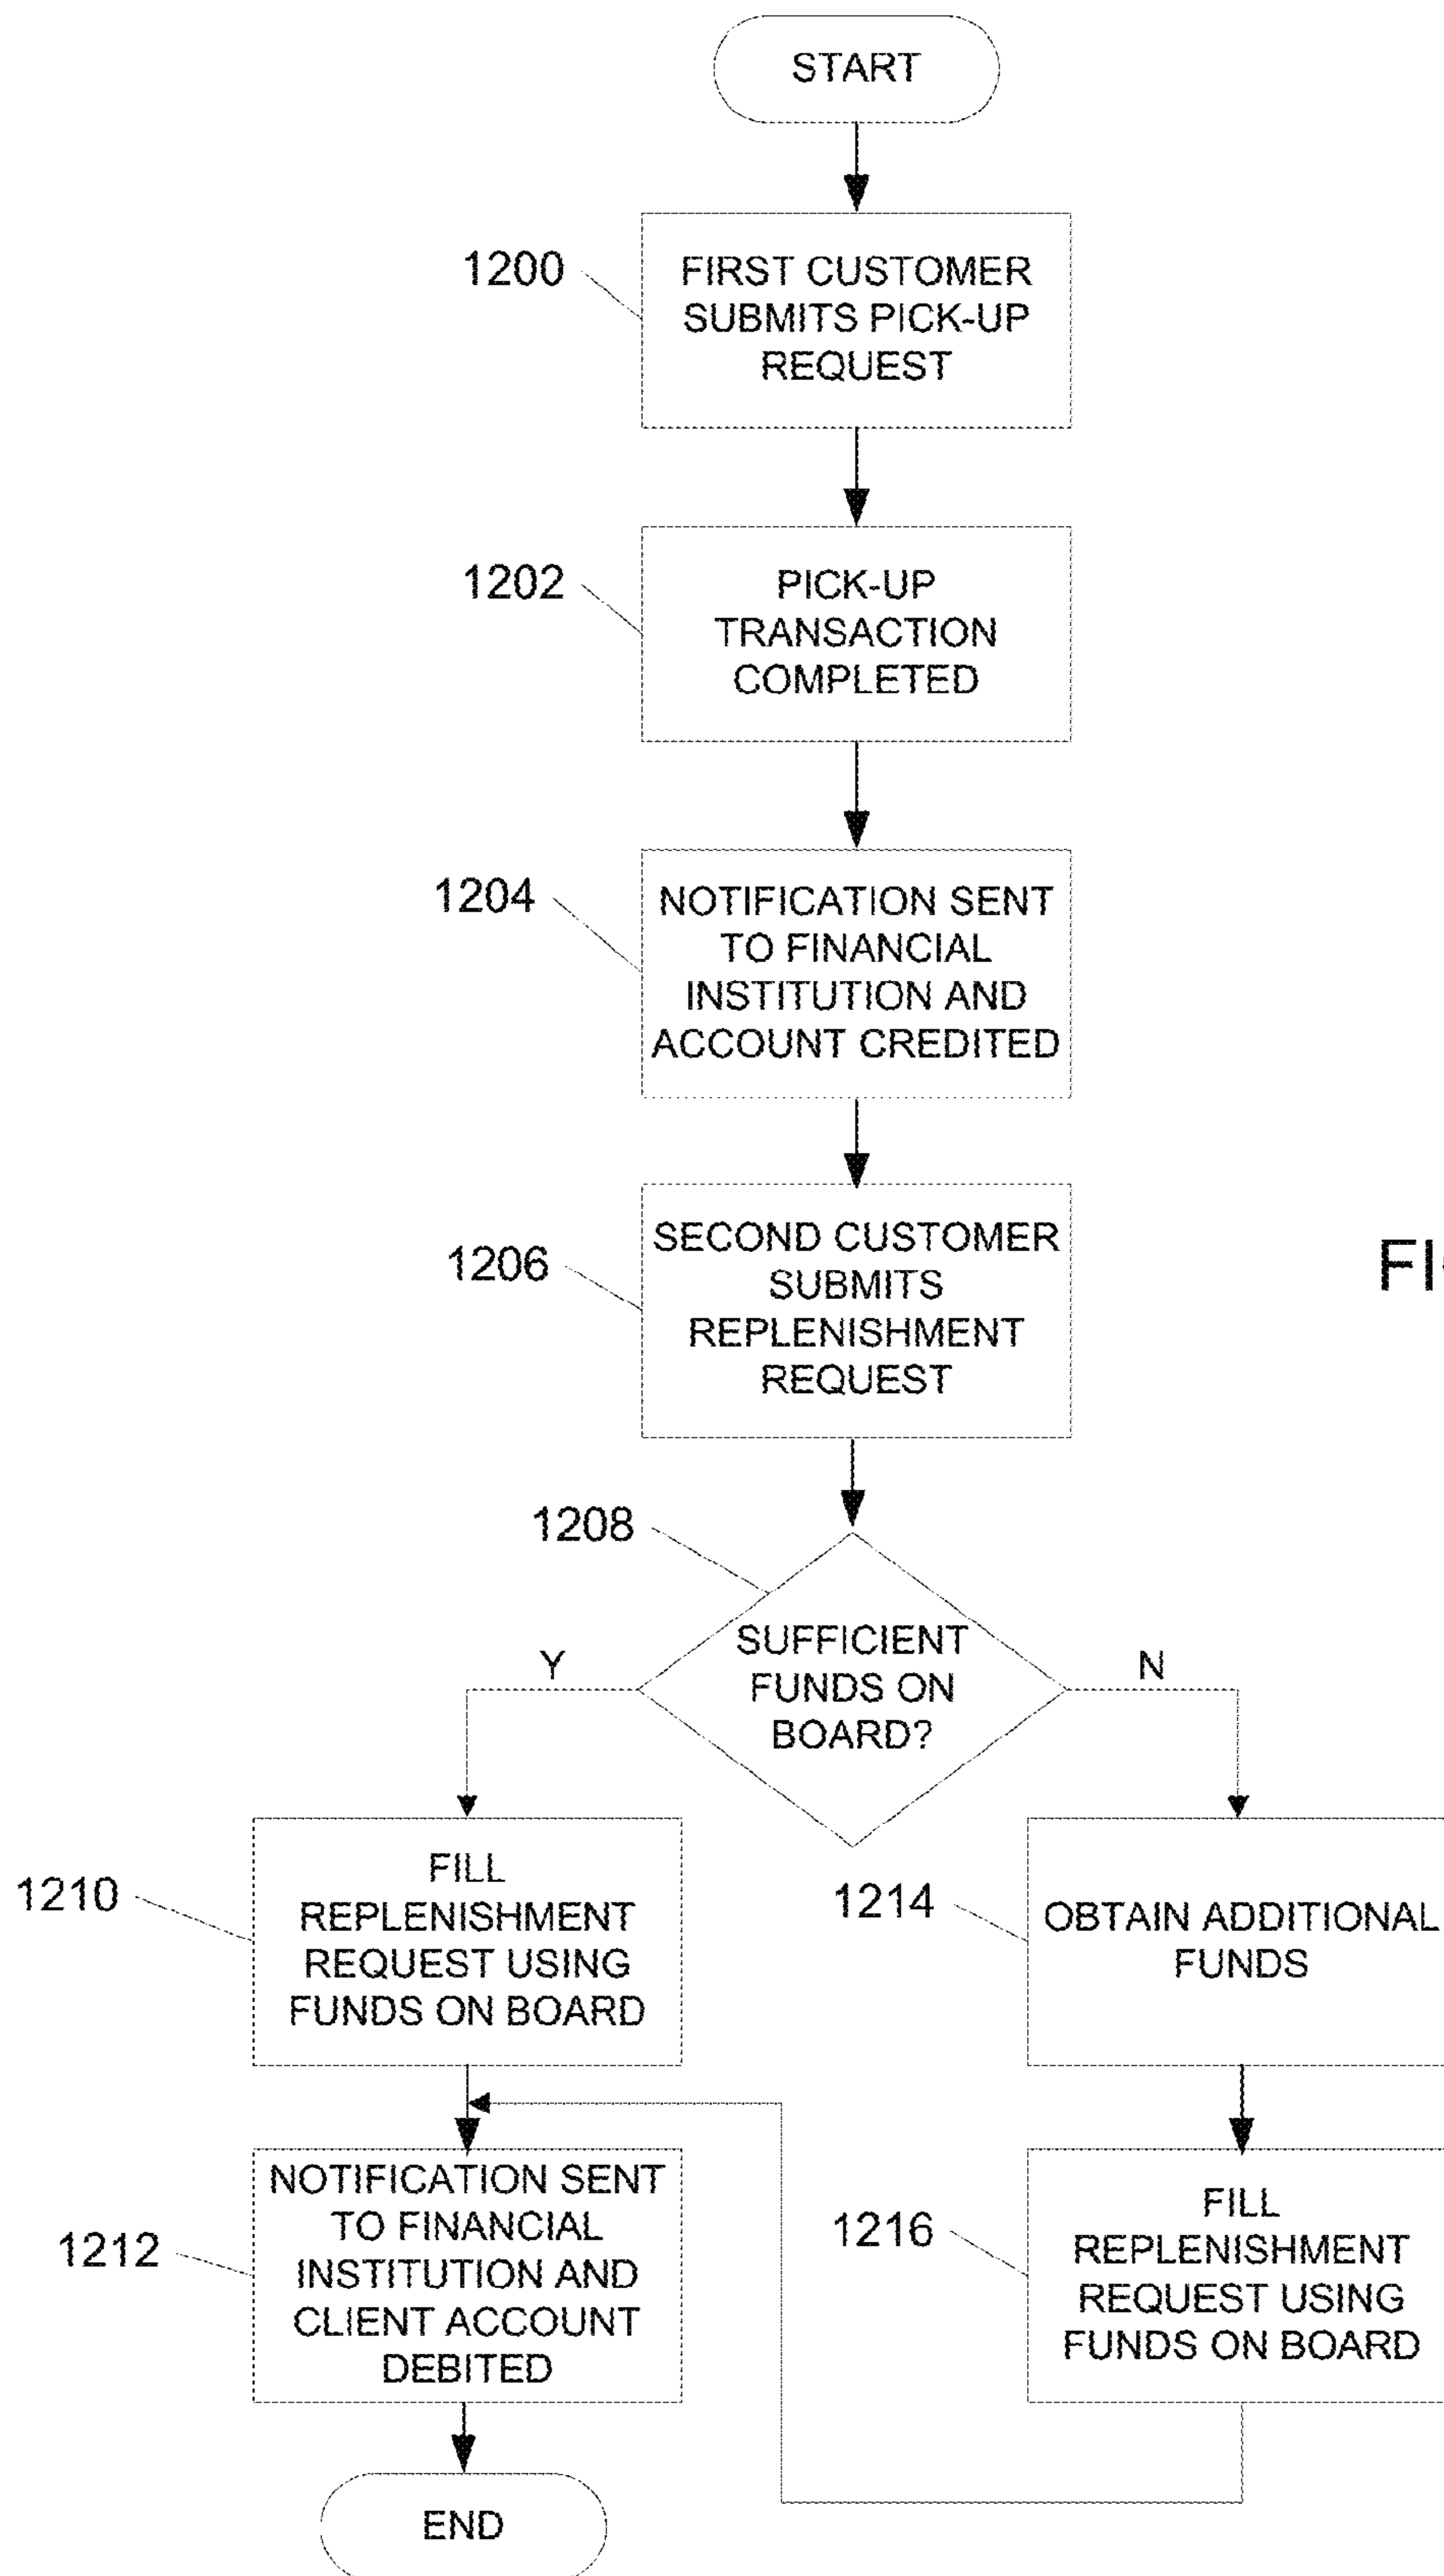 START
1200
FIRST CUSTOMER
SUBMITS PICK-UP
REQUEST
1202
PICK-UP
TRANSACTION
COMPLETED
1204
NOTIFICATION SENT
TO FINANCIAL
INSTITUTION AND
ACCOUNT CREDITED
1206
SECOND CUSTOMER
SUBMITS
REPLENISHMENT
REQUEST
1208
SUFFICIENT
FUNDS ON
BOARD?
Y
N
1210
FILL
REPLENISHMENT
REQUEST USING
FUNDS ON BOARD
1214
OBTAIN ADDITIONAL
FUNDS
1212
NOTIFICATION SENT
TO FINANCIAL
INSTITUTION AND
CLIENT ACCOUNT
DEBITED
1216
FILL
REPLENISHMENT
REQUEST USING
FUNDS ON BOARD
END